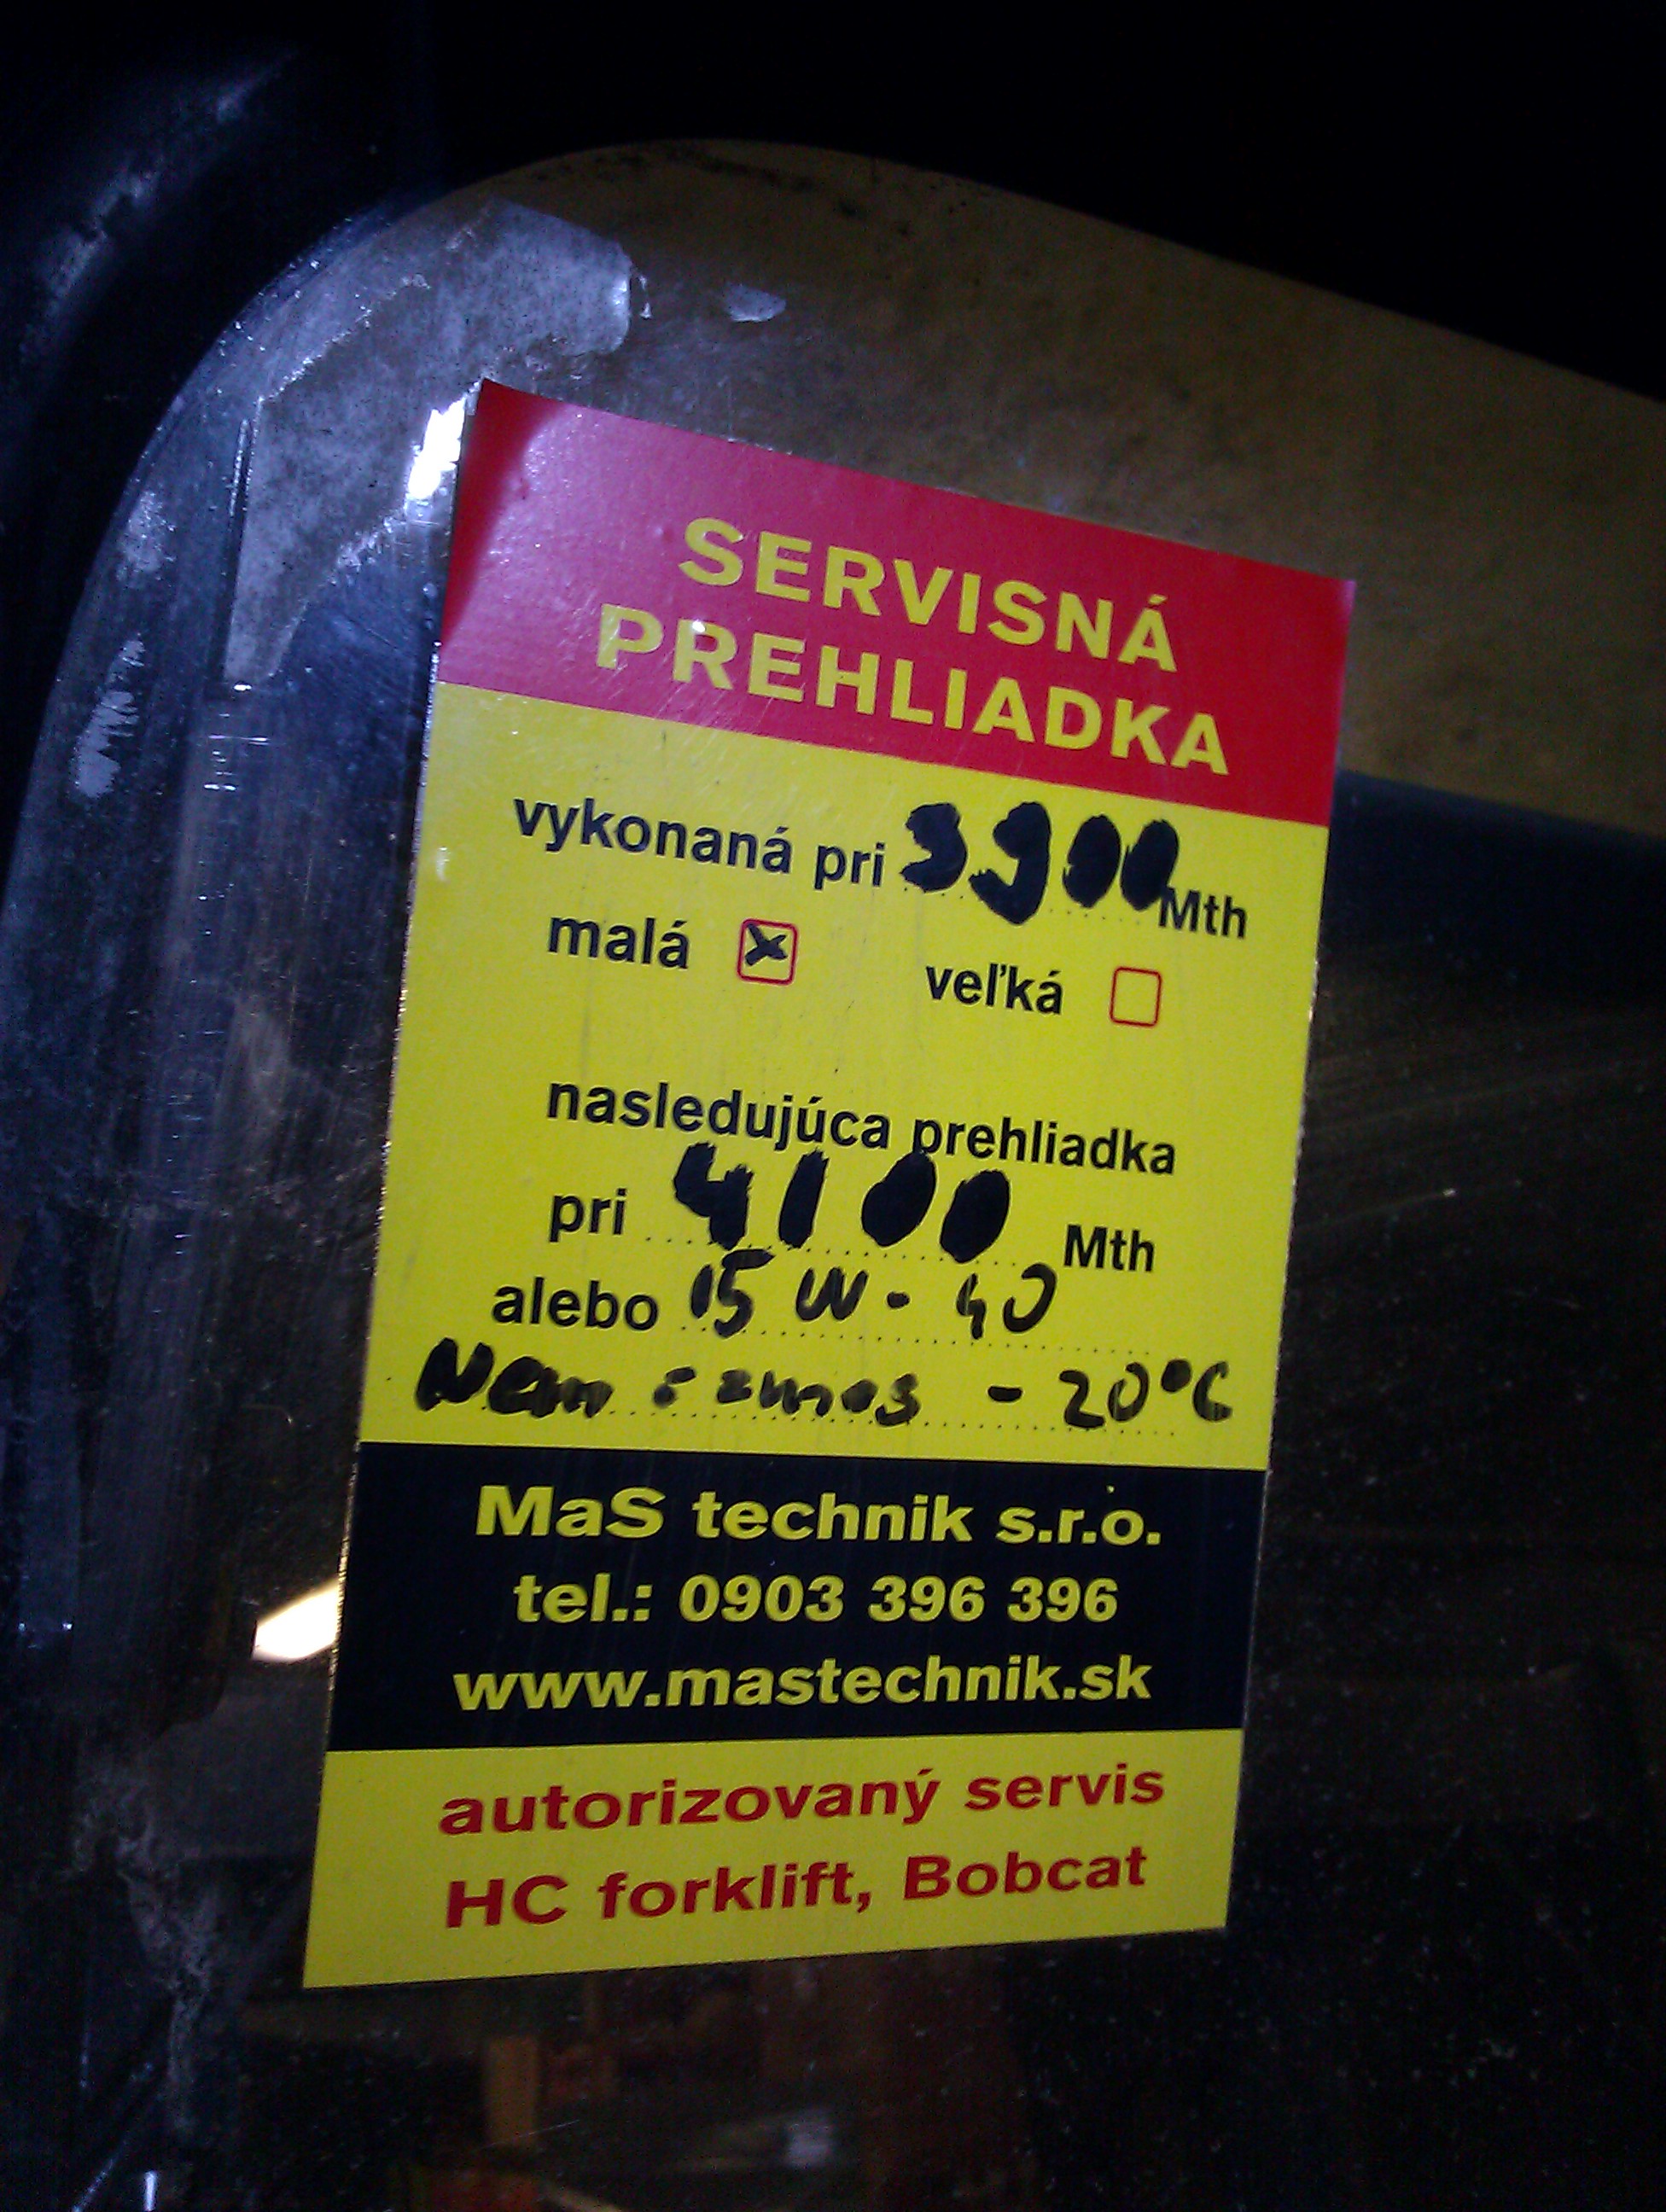 SERVISNÁ
PREHLIADKA
vykonaná pri 3900 Mth
malá veľká
nasledujúca prehliadka
pri 4100 Mth
alebo 15W-40
-20°C
MaS technik s.r.o.
tel.: 0903 396 396
www.mastechnik.sk
autorizovaný servis
HC forklift, Bobcat